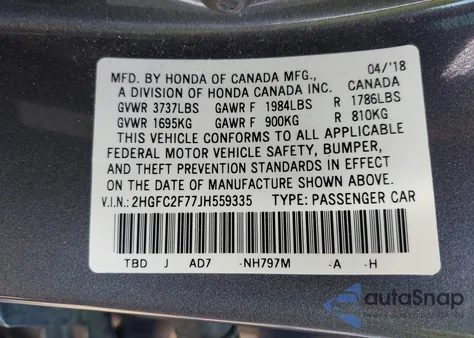 MFD. BY HONDA OF CANADA MFG., 04/'18
A DIVISION OF HONDA CANADA INC. CANADA
GVWR 3737LBS GAWR F 1984LBS R 1786LBS
GVWR 1695KG GAWR F 900KG R 810KG
THIS VEHICLE CONFORMS TO ALL APPLICABLE
FEDERAL MOTOR VEHICLE SAFETY, BUMPER,
AND THEFT PREVENTION STANDARDS IN EFFECT
ON THE DATE OF MANUFACTURE SHOWN ABOVE.
V.I.N.: 2HGFC2F77JH559335 TYPE: PASSENGER CAR
TBD J AD7 -NH797M -A -H
autoSnap